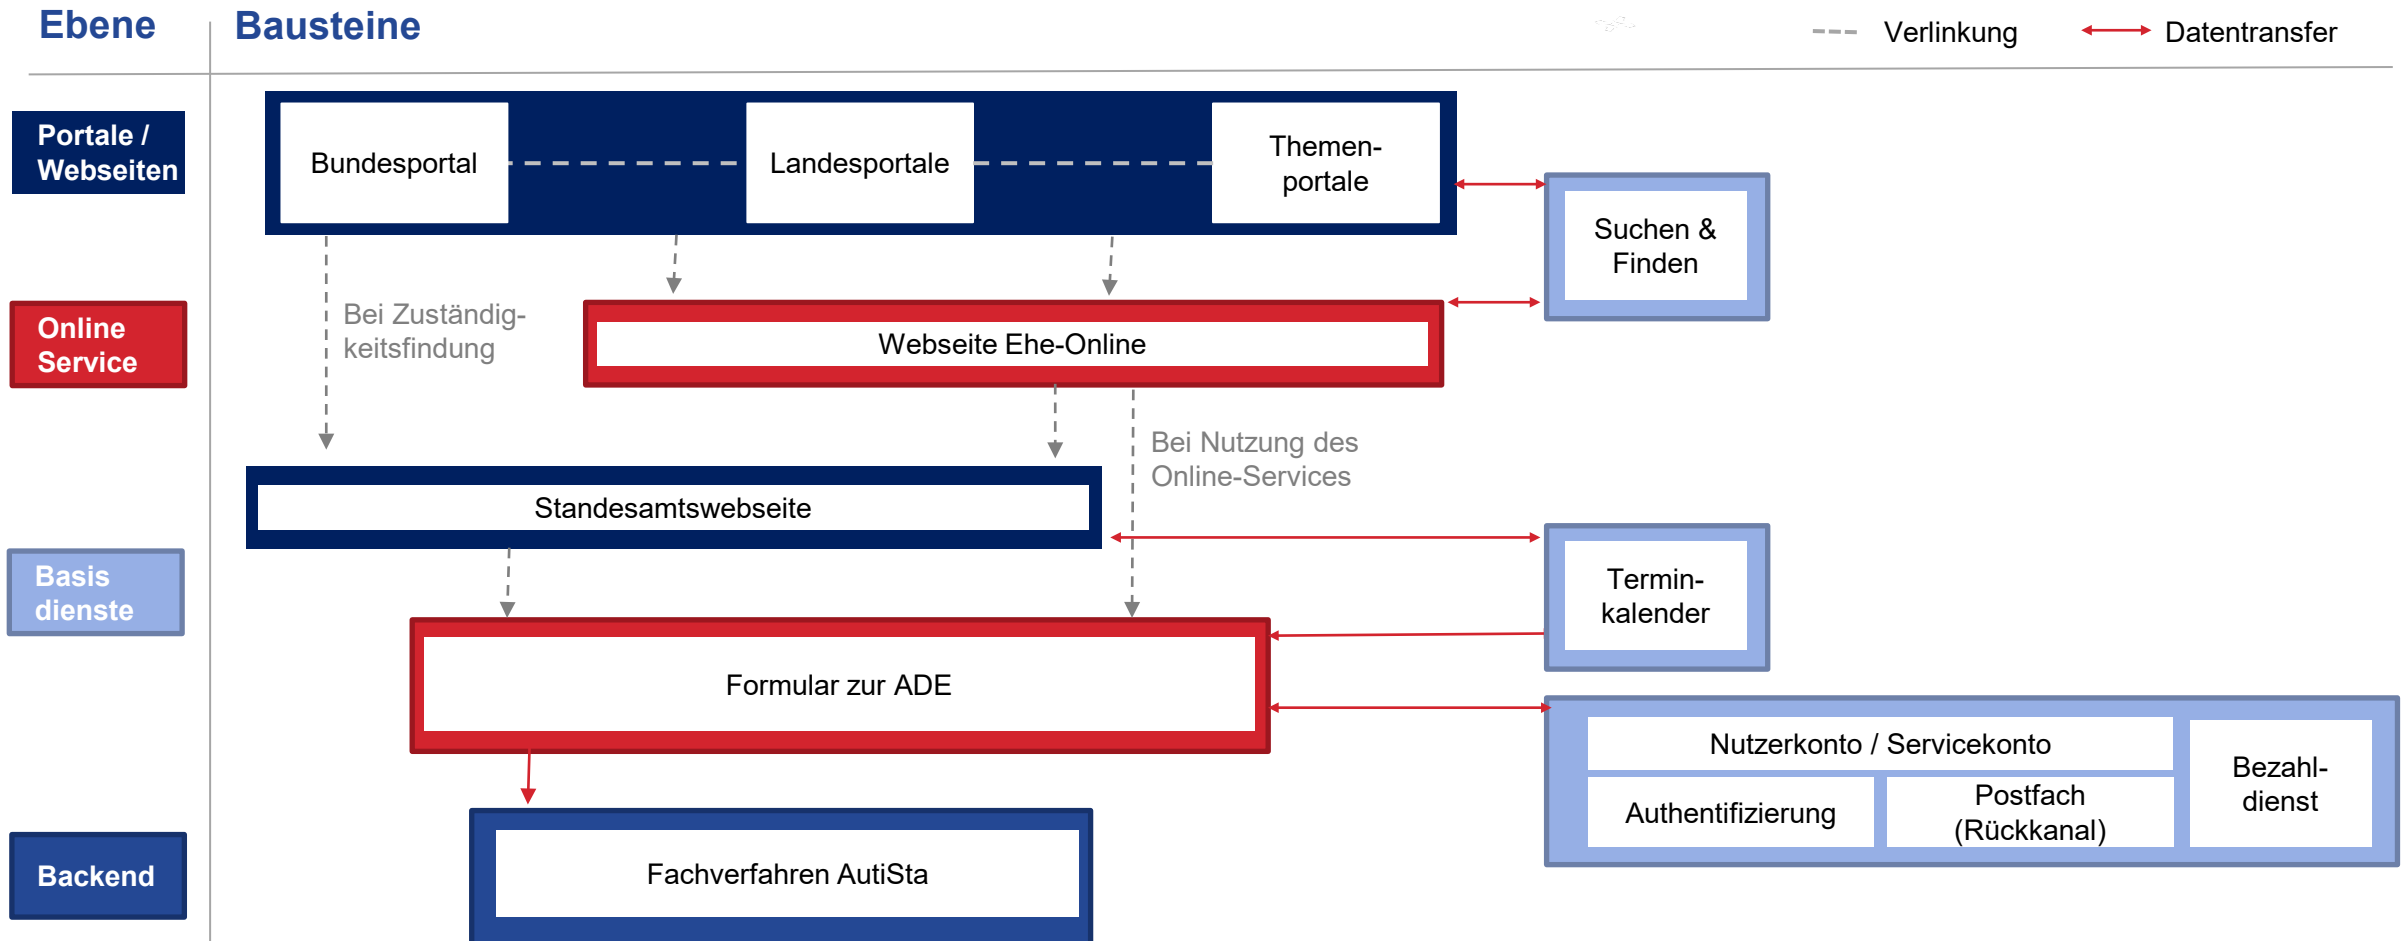 Ebene
Bausteine
Verlinkung
Datentransfer
Portale /
Webseiten
Bundesportal
Landesportale
Themen-
portale
Suchen &
Finden
Online
Service
Bei Zuständig-
keitsfindung
Webseite Ehe-Online
Bei Nutzung des
Online-Services
Standesamtswebseite
Basis
dienste
Termin-
kalender
Formular zur ADE
Nutzerkonto / Servicekonto
Authentifizierung
Postfach
(Rückkanal)
Bezahl-
dienst
Backend
Fachverfahren AutiSta